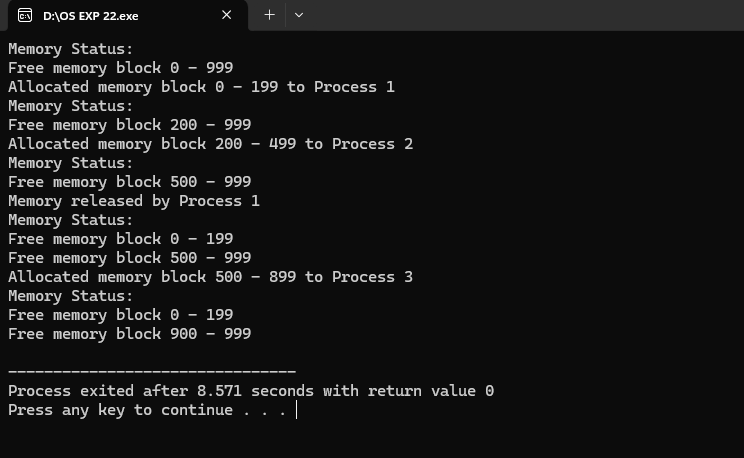 D:\OS EXP 22.exe
Memory Status:
Free memory block 0 - 999
Allocated memory block 0 - 199 to Process 1
Memory Status:
Free memory block 200 - 999
Allocated memory block 200 - 499 to Process 2
Memory Status:
Free memory block 500 - 999
Memory released by Process 1
Memory Status:
Free memory block 0 - 199
Free memory block 500 - 999
Allocated memory block 500 - 899 to Process 3
Memory Status:
Free memory block 0 - 199
Free memory block 900 - 999
--------------------------------
Process exited after 8.571 seconds with return value 0
Press any key to continue . . .